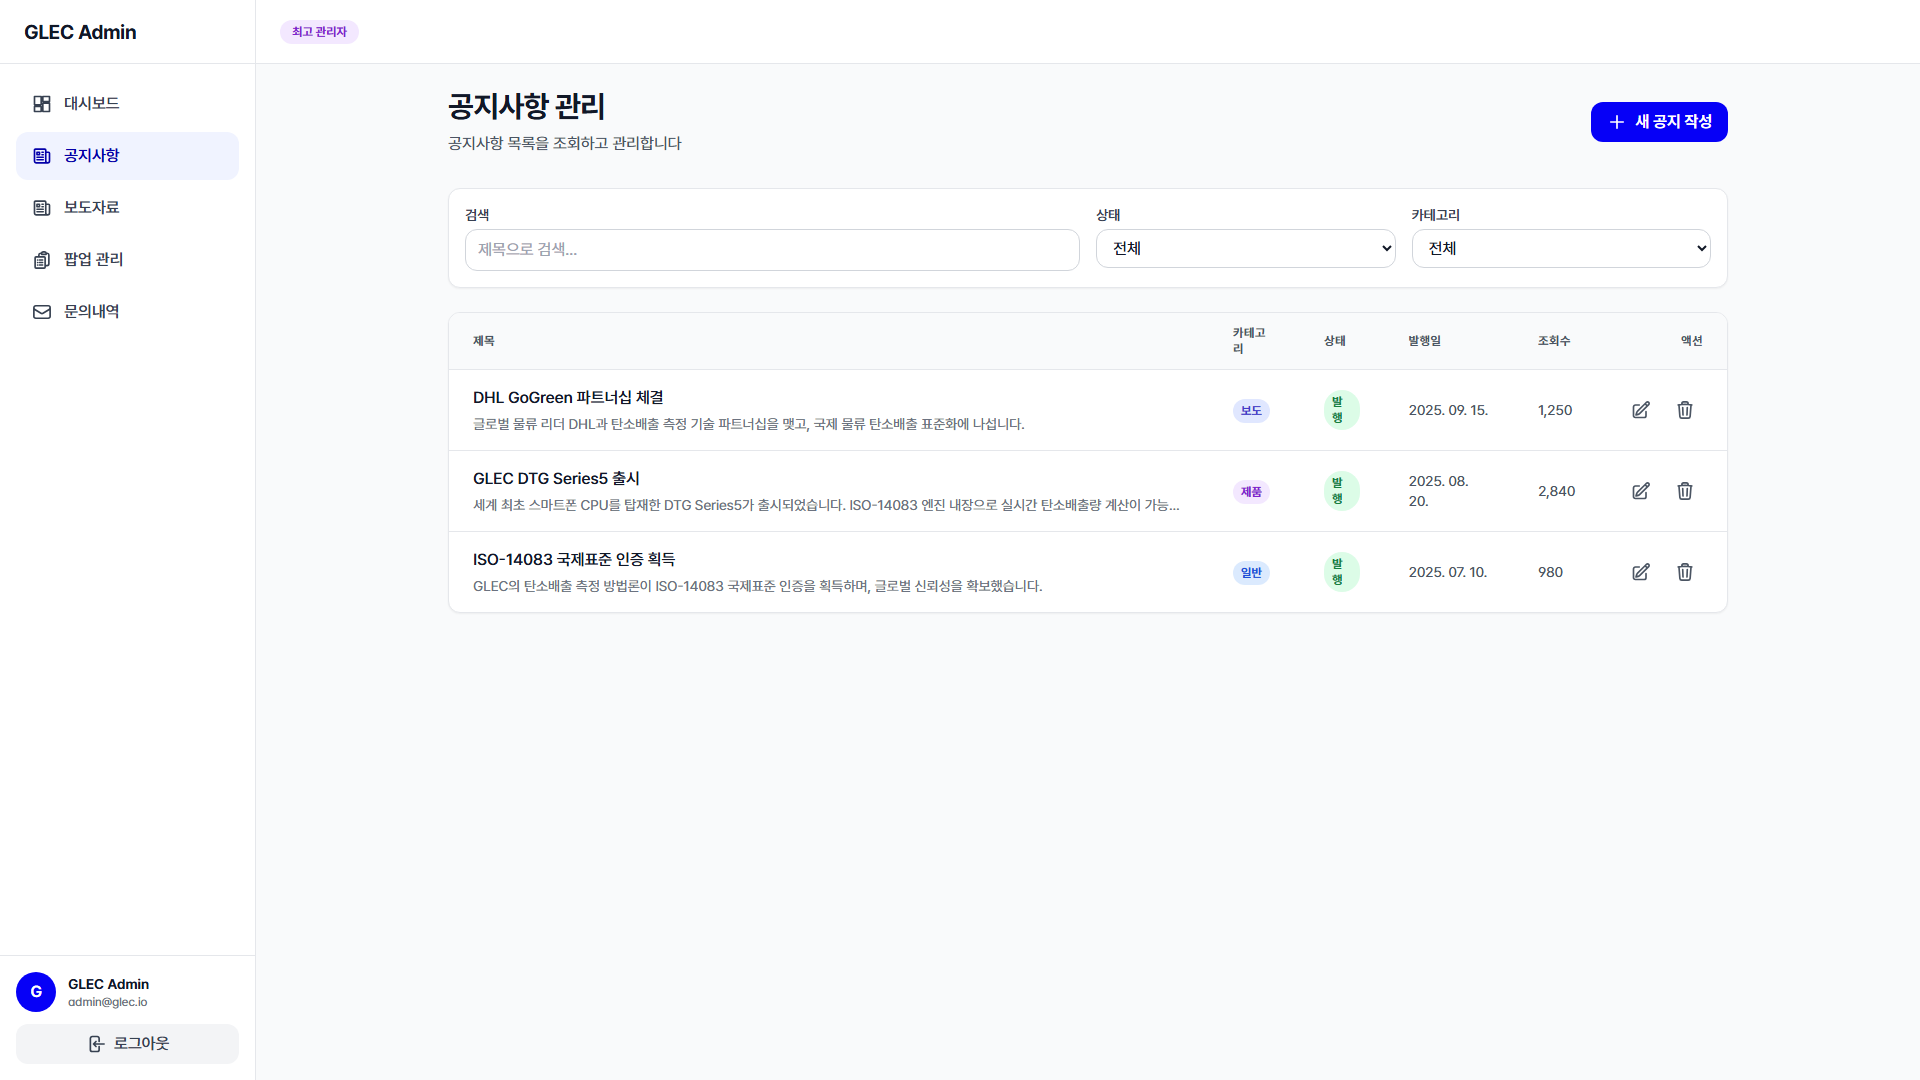 GLEC Admin
최고 관리자
대시보드
공지사항
보도자료
팝업 관리
문의내역
공지사항 관리
공지사항 목록을 조회하고 관리합니다
새 공지 작성
검색
상태
카테고리
제목으로 검색...
전체
전체
제목
카테고
리
상태
발행일
조회수
액션
DHL GoGreen 파트너십 체결
글로벌 물류 리더 DHL과 탄소배출 측정 기술 파트너십을 맺고, 국제 물류 탄소배출 표준화에 나섭니다.
보도
발
행
2025. 09. 15.
1,250
GLEC DTG Series5 출시
세계 최초 스마트폰 CPU를 탑재한 DTG Series5가 출시되었습니다. ISO-14083 엔진 내장으로 실시간 탄소배출량 계산이 가능...
제품
발
행
2025. 08.
20.
2,840
ISO-14083 국제표준 인증 획득
GLEC의 탄소배출 측정 방법론이 ISO-14083 국제표준 인증을 획득하며, 글로벌 신뢰성을 확보했습니다.
일반
발
행
2025. 07. 10.
980
G
GLEC Admin
admin@glec.io
로그아웃